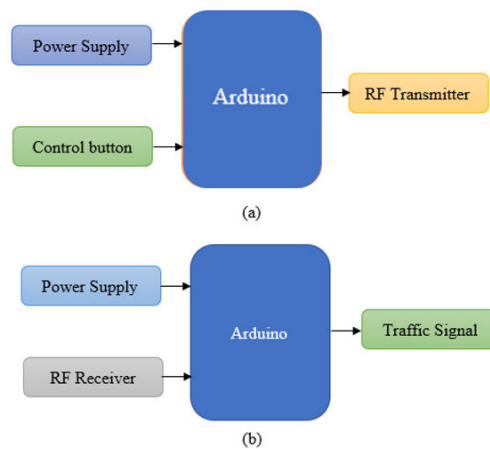 Power Supply
Arduino
RF Transmitter
Control button
(a)
Power Supply
Arduino
Traffic Signal
RF Receiver
(b)